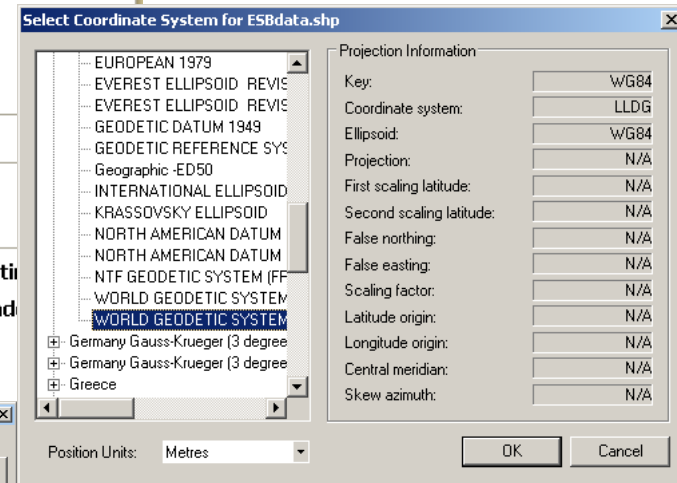 Select Coordinate System for ESBdata.shp
EUROPEAN 1979
EVEREST ELLIPSOID REVIS
EVEREST ELLIPSOID REVIS
GEODETIC DATUM 1949
GEODETIC REFERENCE SYS
Geographic -ED50
INTERNATIONAL ELLIPSOID
KRASSOVSKY ELLIPSOID
NORTH AMERICAN DATUM
NORTH AMERICAN DATUM
NTF GEODETIC SYSTEM (FF
WORLD GEODETIC SYSTEM
WORLD GEODETIC SYSTEM
Germany Gauss-Krueger (3 degree
Germany Gauss-Krueger (3 degree
Greece
Position Units: Metres
Projection Information
Key: WG84
Coordinate system: LLDG
Ellipsoid: WG84
Projection: N/A
First scaling latitude: N/A
Second scaling latitude: N/A
False northing: N/A
False easting: N/A
Scaling factor: N/A
Latitude origin: N/A
Longitude origin: N/A
Central meridian: N/A
Skew azimuth: N/A
OK Cancel